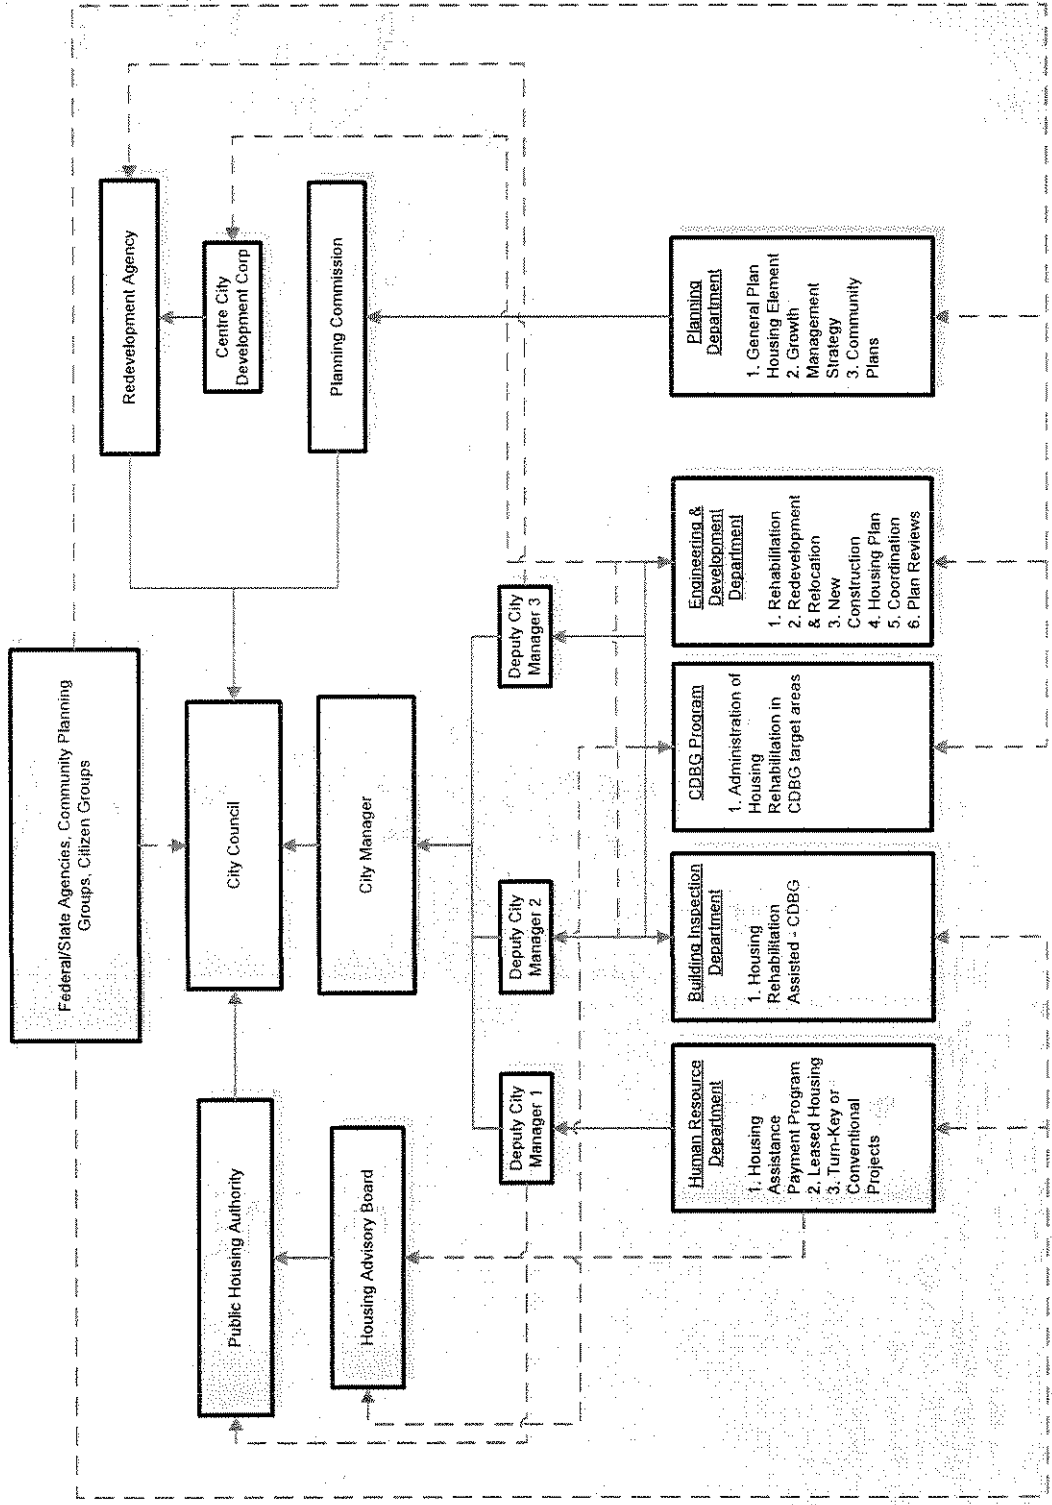 Federal/State Agencies, Community Planning
Groups, Citizen Groups
Public Housing Authority
City Council
Redevelopment Agency
Centre City
Development Corp
Housing Advisory Board
City Manager
Planning Commission
Deputy City
Manager 1
Deputy City
Manager 2
Deputy City
Manager 3
Human Resource
Department
1. Housing
Assistance
Payment Program
2. Leased Housing
3. Turn-Key or
Conventional
Projects
Building Inspection
Department
1. Housing
Rehabilitation
Assisted - CDBG
CDBG Program
1. Administration of
Housing
Rehabilitation in
CDBG target areas
Engineering &
Development
Department
1. Rehabilitation
2. Redevelopment
& Relocation
3. New
Construction
4. Housing Plan
5. Coordination
6. Plan Reviews
Planning
Department
1. General Plan
Housing Element
2. Growth
Management
Strategy
3. Community
Plans